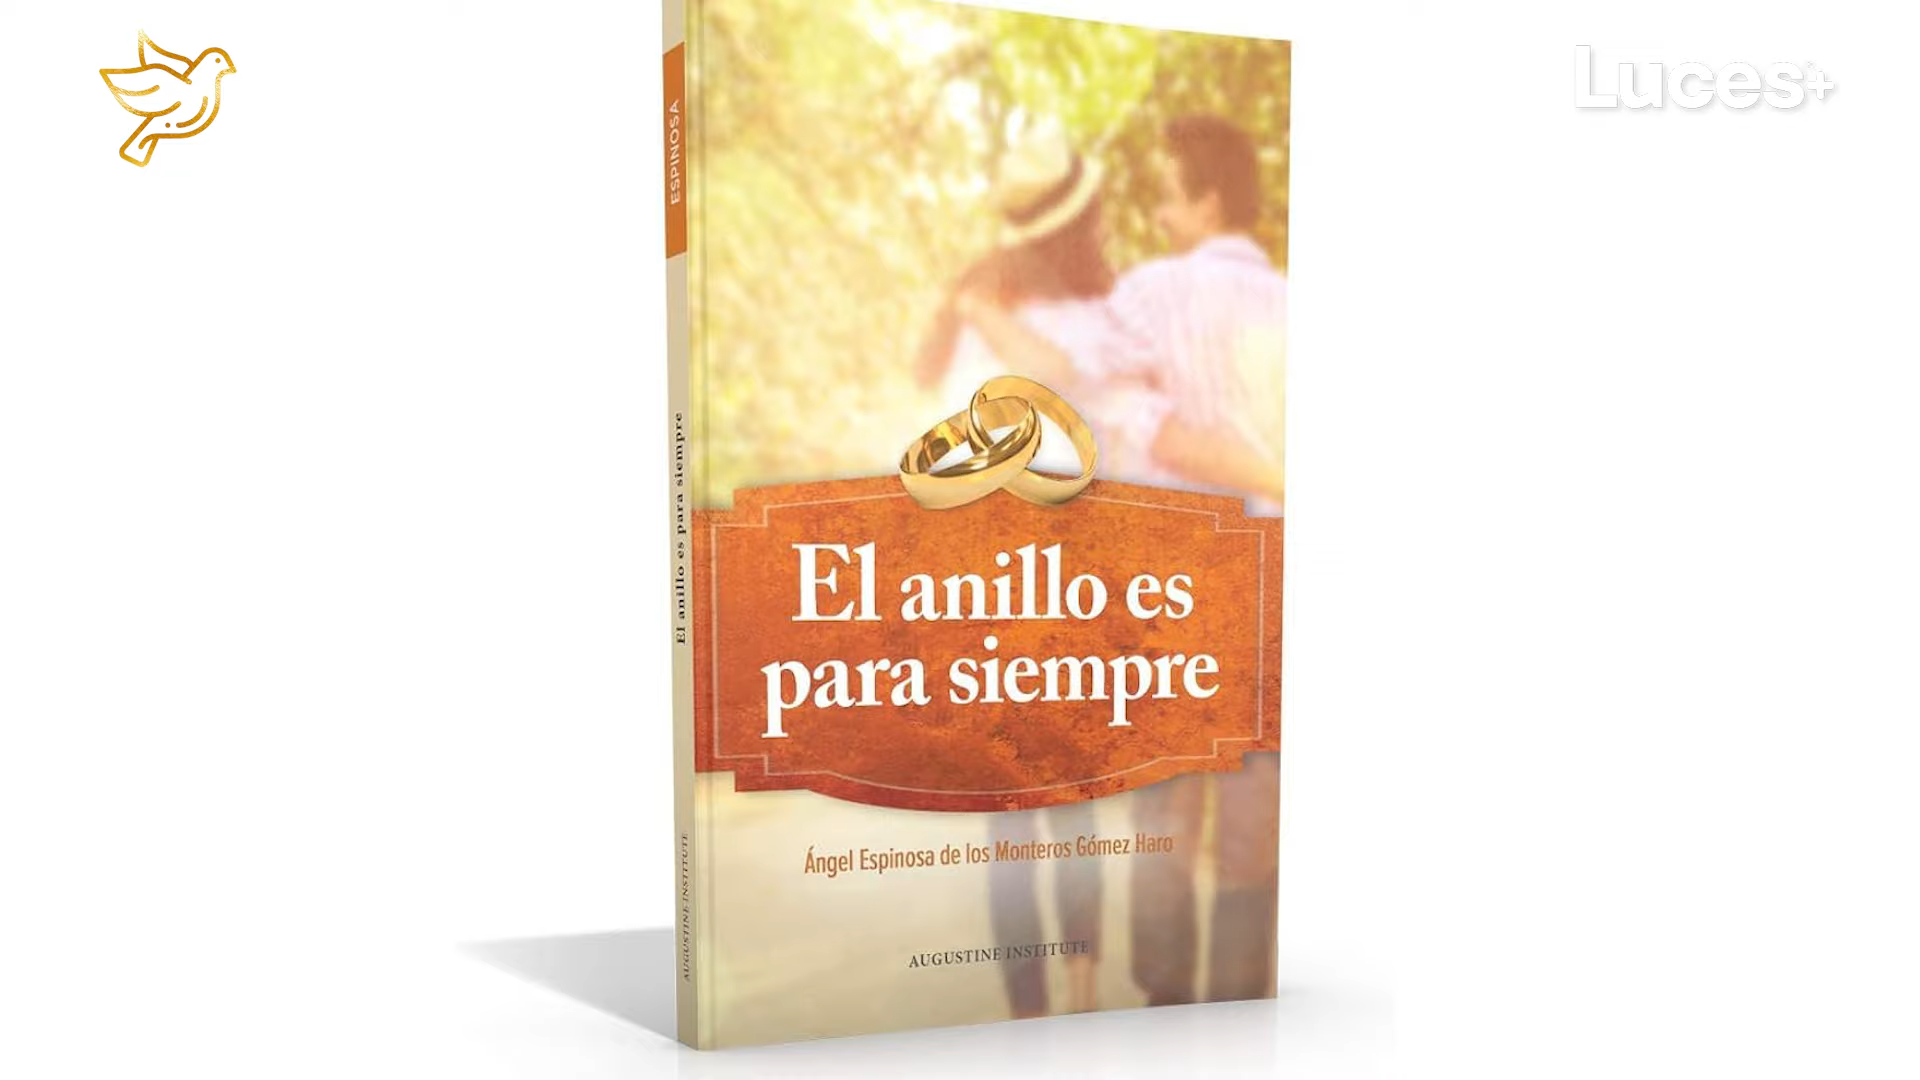 Luces+
ESPINOSA
El anillo es para siempre
AUGUSTINE INSTITUTE
El anillo es
para siempre
Ángel Espinosa de los Monteros Gómez Haro
AUGUSTINE INSTITUTE